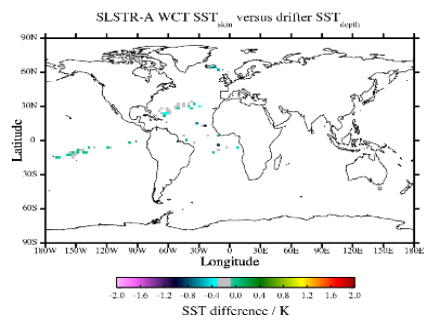 SLSTR-A WCT SST_skin versus drifter SST_depth
90N
60N
30N
0
30S
60S
90S
Latitude
180W 150W 120W 90W 60W 30W 0 30E 60E 90E 120E 150E 180E
Longitude
-2.0 -1.6 -1.2 -0.8 -0.4 0.0 0.4 0.8 1.2 1.6 2.0
SST difference / K